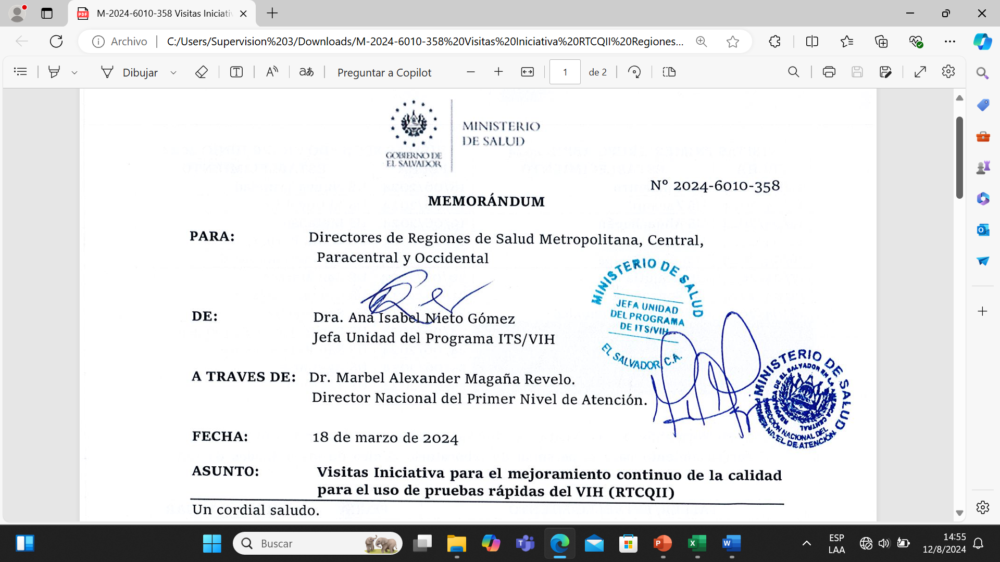 M-2024-6010-358 Visitas Iniciativ
Archivo
C:/Users/Supervision%203/Downloads/M-2024-6010-358%20Visitas%20Iniciativa%20RTCQII%20Regiones...
Dibujar
Preguntar a Copilot
1
de 2
GOBIERNO DE
EL SALVADOR
MINISTERIO
DE SALUD
N° 2024-6010-358
MEMORÁNDUM
PARA: Directores de Regiones de Salud Metropolitana, Central,
Paracentral y Occidental
MINISTERIO DE SALUD
JEFA UNIDAD
DEL PROGRAMA
DE ITS/VIH
EL SALVADOR, C.A.
DE: Dra. Ana Isabel Nieto Gómez
Jefa Unidad del Programa ITS/VIH
A TRAVES DE: Dr. Marbel Alexander Magaña Revelo.
Director Nacional del Primer Nivel de Atención.
MINISTERIO DE SALUD
REPÚBLICA DE EL SALVADOR EN LA AMÉRICA CENTRAL
DIRECCIÓN NACIONAL DEL
PRIMER NIVEL DE ATENCIÓN
FECHA: 18 de marzo de 2024
ASUNTO: Visitas Iniciativa para el mejoramiento continuo de la calidad
para el uso de pruebas rápidas del VIH (RTCQII)
Un cordial saludo.
Buscar
ESP
LAA
14:55
12/8/2024